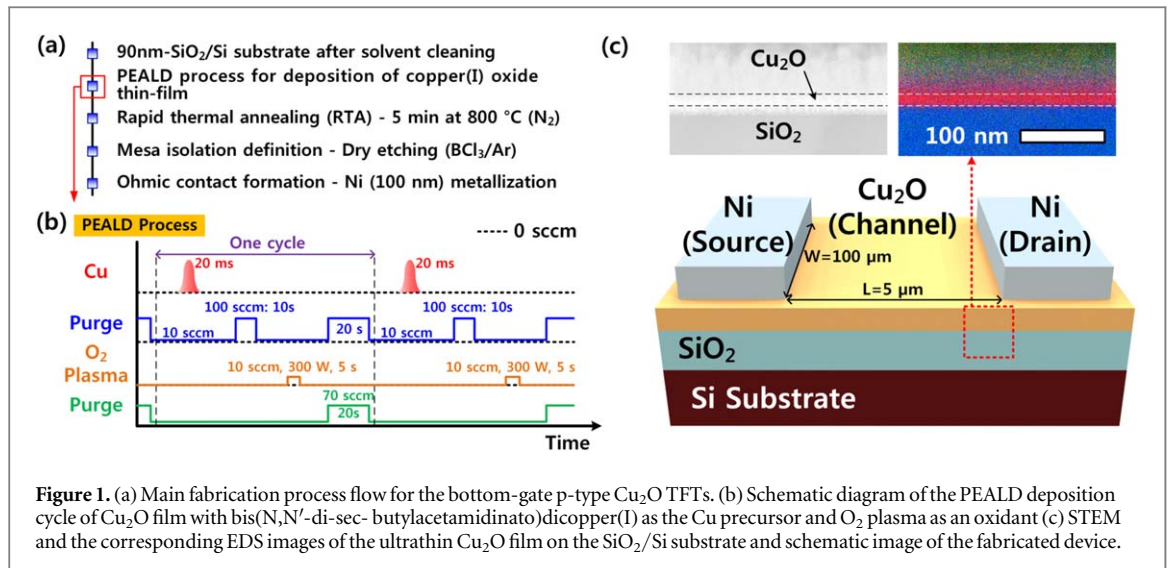 (a)
90nm-SiO₂/Si substrate after solvent cleaning
PEALD process for deposition of copper(I) oxide
thin-film
Rapid thermal annealing (RTA) - 5 min at 800 °C (N₂)
Mesa isolation definition - Dry etching (BCl₃/Ar)
Ohmic contact formation - Ni (100 nm) metallization
(b) PEALD Process
0 sccm
One cycle
Cu
20 ms
20 ms
100 sccm: 10s
100 sccm: 10s
Purge
10 sccm
20 s
10 sccm
O₂
Plasma
10 sccm, 300 W, 5 s
10 sccm, 300 W, 5 s
Purge
70 sccm
20s
Time
(c)
Cu₂O
SiO₂
100 nm
Ni
(Source)
Cu₂O
(Channel)
Ni
(Drain)
W=100 μm
L=5 μm
SiO₂
Si Substrate
Figure 1. (a) Main fabrication process flow for the bottom-gate p-type Cu₂O TFTs. (b) Schematic diagram of the PEALD deposition
cycle of Cu₂O film with bis(N,N′-di-sec- butylacetamidinato)dicopper(I) as the Cu precursor and O₂ plasma as an oxidant (c) STEM
and the corresponding EDS images of the ultrathin Cu₂O film on the SiO₂/Si substrate and schematic image of the fabricated device.